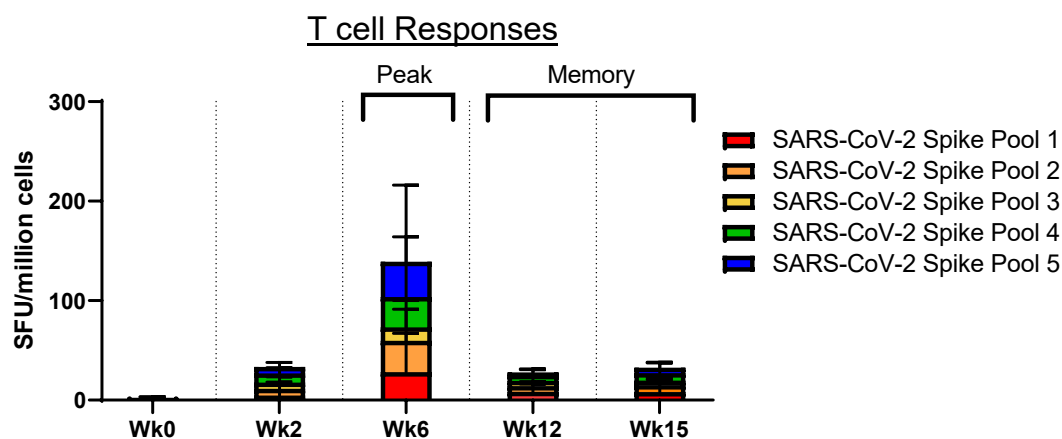 T cell Responses
Peak
Memory
300
200
100
0
SFU/million cells
Wk0
Wk2
Wk6
Wk12
Wk15
SARS-CoV-2 Spike Pool 1
SARS-CoV-2 Spike Pool 2
SARS-CoV-2 Spike Pool 3
SARS-CoV-2 Spike Pool 4
SARS-CoV-2 Spike Pool 5